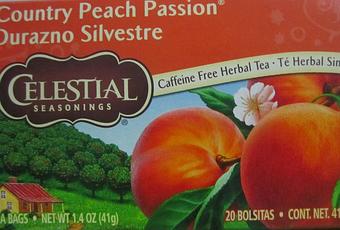 Country Peach Passion®
Durazno Silvestre
CELESTIAL
SEASONINGS®
Caffeine Free Herbal Tea • Té Herbal Sin
BAGS • NET WT 1.4 OZ (41g)
20 BOLSITAS • CONT. NET. 41